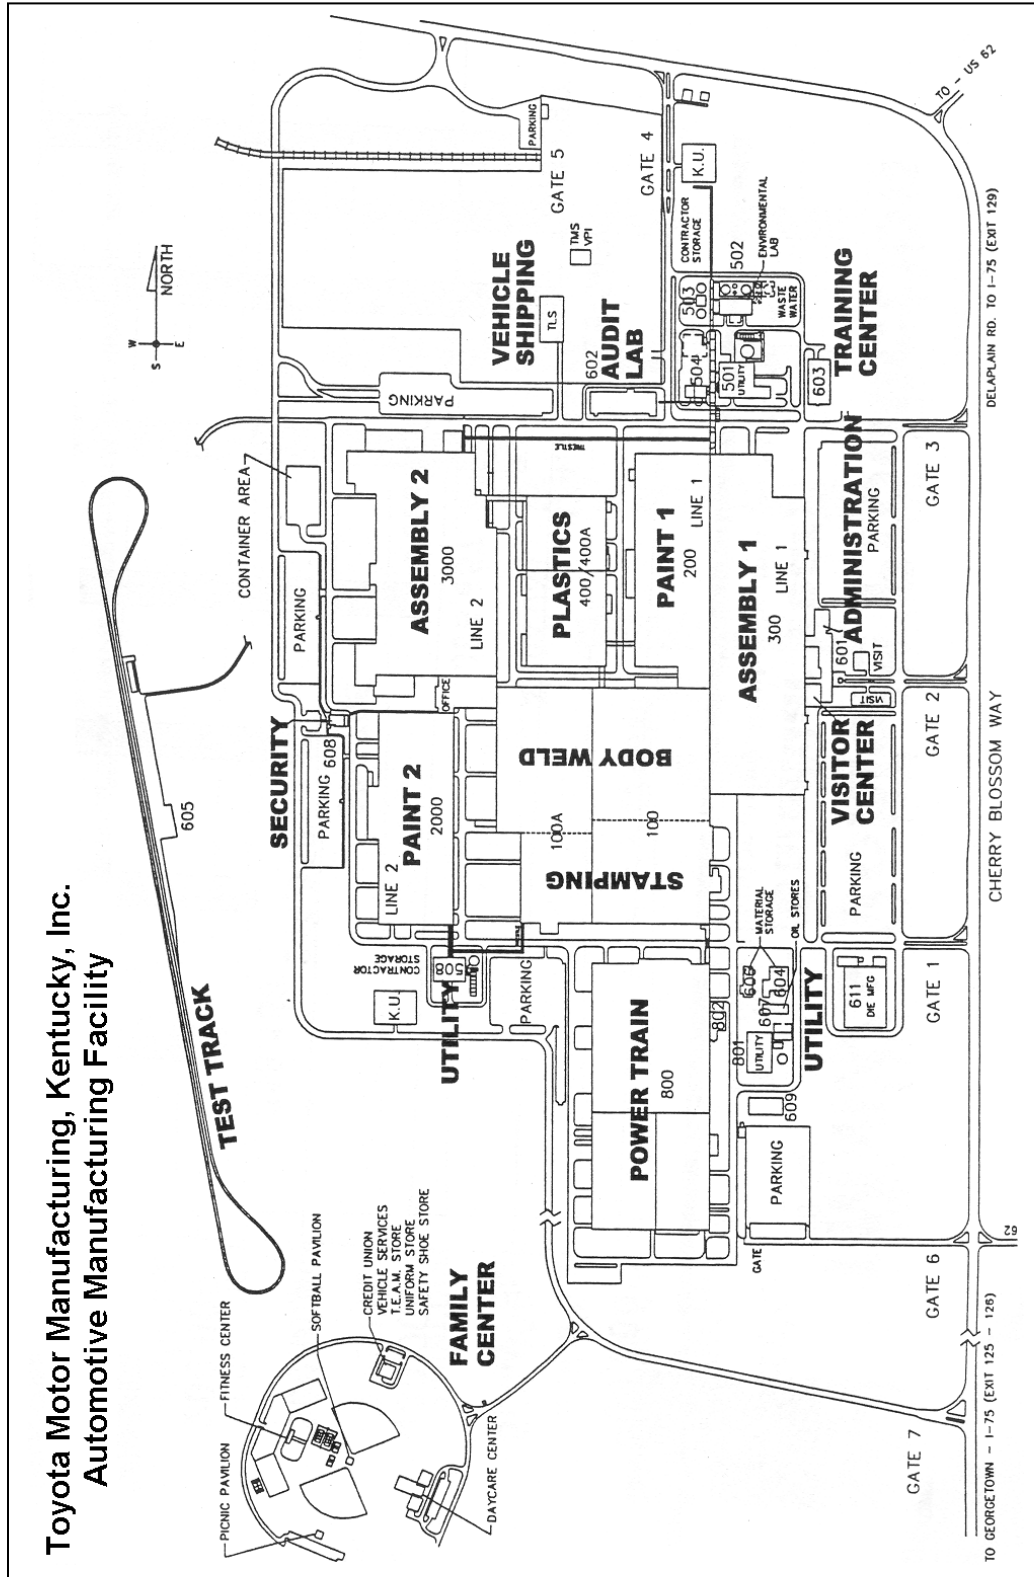 Toyota Motor Manufacturing, Kentucky, Inc.
Automotive Manufacturing Facility
PICNIC PAVILION
FITNESS CENTER
SOFTBALL PAVILION
CREDIT UNION
VEHICLE SERVICES
T.E.A.M. STORE
UNIFORM STORE
SAFETY SHOE STORE
FAMILY
CENTER
DAYCARE CENTER
TEST TRACK
605
W
S
E
NORTH
CONTAINER AREA
SECURITY
608
PARKING
PARKING
PARKING
PAINT 2
2000
LINE 2
OFFICE
ASSEMBLY 2
3000
LINE 2
K.U.
CONTRACTOR
STORAGE
508
UTILITY
PARKING
VEHICLE
SHIPPING
TLS
TMS
VPI
PARKING
GATE 5
GATE 4
602
AUDIT
LAB
TRESTLE
PLASTICS
400/400A
BODY WELD
100A
100
STAMPING
PAINT 1
200
LINE 1
ASSEMBLY 1
300
LINE 1
POWER TRAIN
800
802
801
UTILITY
606
607
604
MATERIAL
STORAGE
OIL STORES
UTILITY
609
PARKING
GATE
611
DIE MFG
K.U.
CONTRACTOR
STORAGE
503
502
504
501
UTILITY
ENVIRONMENTAL
LAB
WASTE
WATER
603
TRAINING
CENTER
ADMINISTRATION
601
PARKING
VISIT
VISIT
VISITOR
CENTER
PARKING
GATE 7
GATE 6
GATE 1
GATE 2
GATE 3
62
TO GEORGETOWN - I-75 (EXIT 125 - 126)
CHERRY BLOSSOM WAY
DELAPLAIN RD. TO I-75 (EXIT 129)
TO - US 62